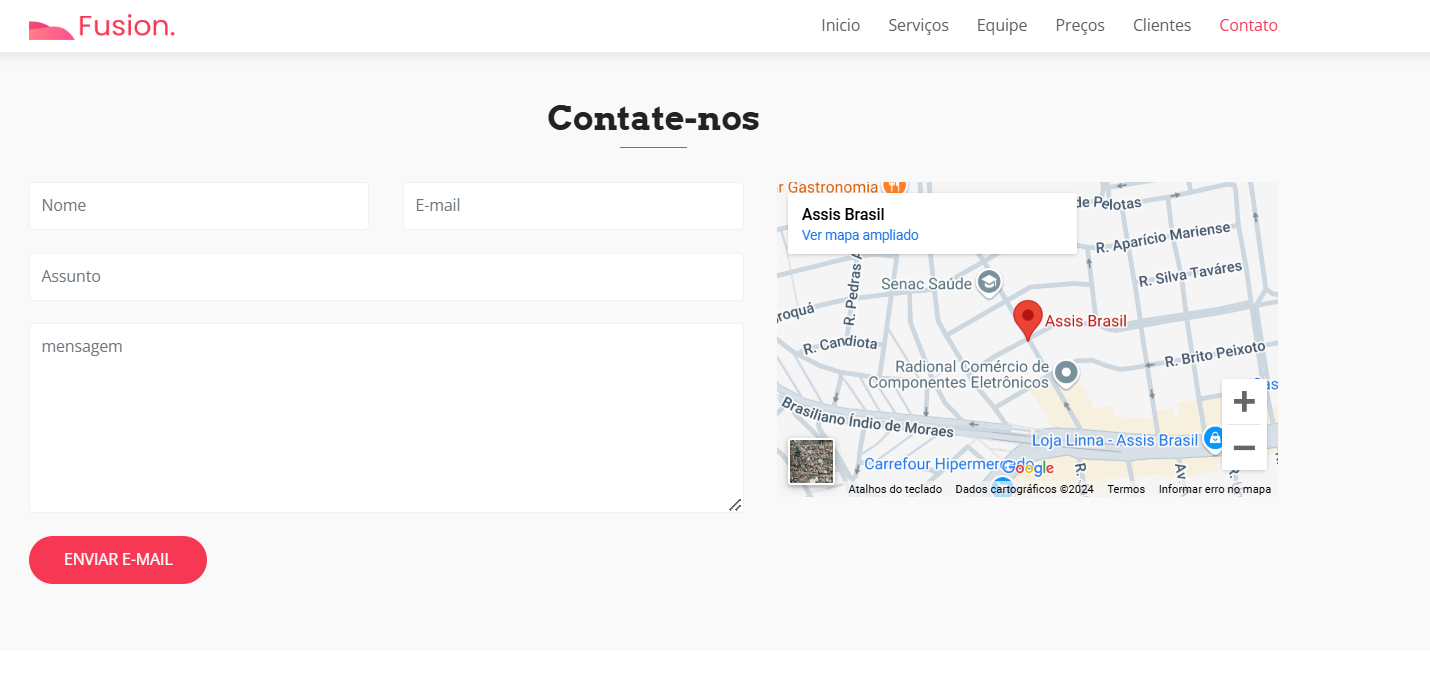 Fusion.
Inicio Serviços Equipe Preços Clientes Contato
Contate-nos
Nome
E-mail
Assunto
mensagem
ENVIAR E-MAIL
r Gastronomia
Assis Brasil
Ver mapa ampliado
de Pelotas
R. Aparício Mariense
R. Silva Taváres
R. Pedras A
Senac Saúde
Assis Brasil
roquá
R. Candiota
R. Brito Peixoto
Radional Comércio de
Componentes Eletrônicos
Cas
Brasiliano Índio de Moraes
Loja Linna - Assis Brasil
Carrefour Hipermercado
Google
R.
Av
R. L
Atalhos do teclado Dados cartográficos ©2024 Termos Informar erro no mapa